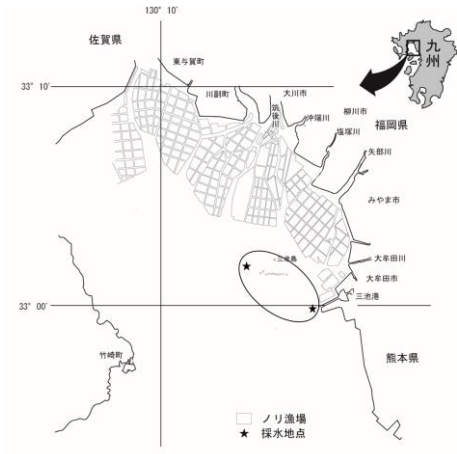 130° 10′
佐賀県
九州
東与賀町
33° 10′
川副町
大川市
筑後川
沖端川
柳川市
福岡県
塩塚川
矢部川
みやま市
三池島
大牟田川
大牟田市
三池港
33° 00′
竹崎町
熊本県
ノリ漁場
★ 採水地点